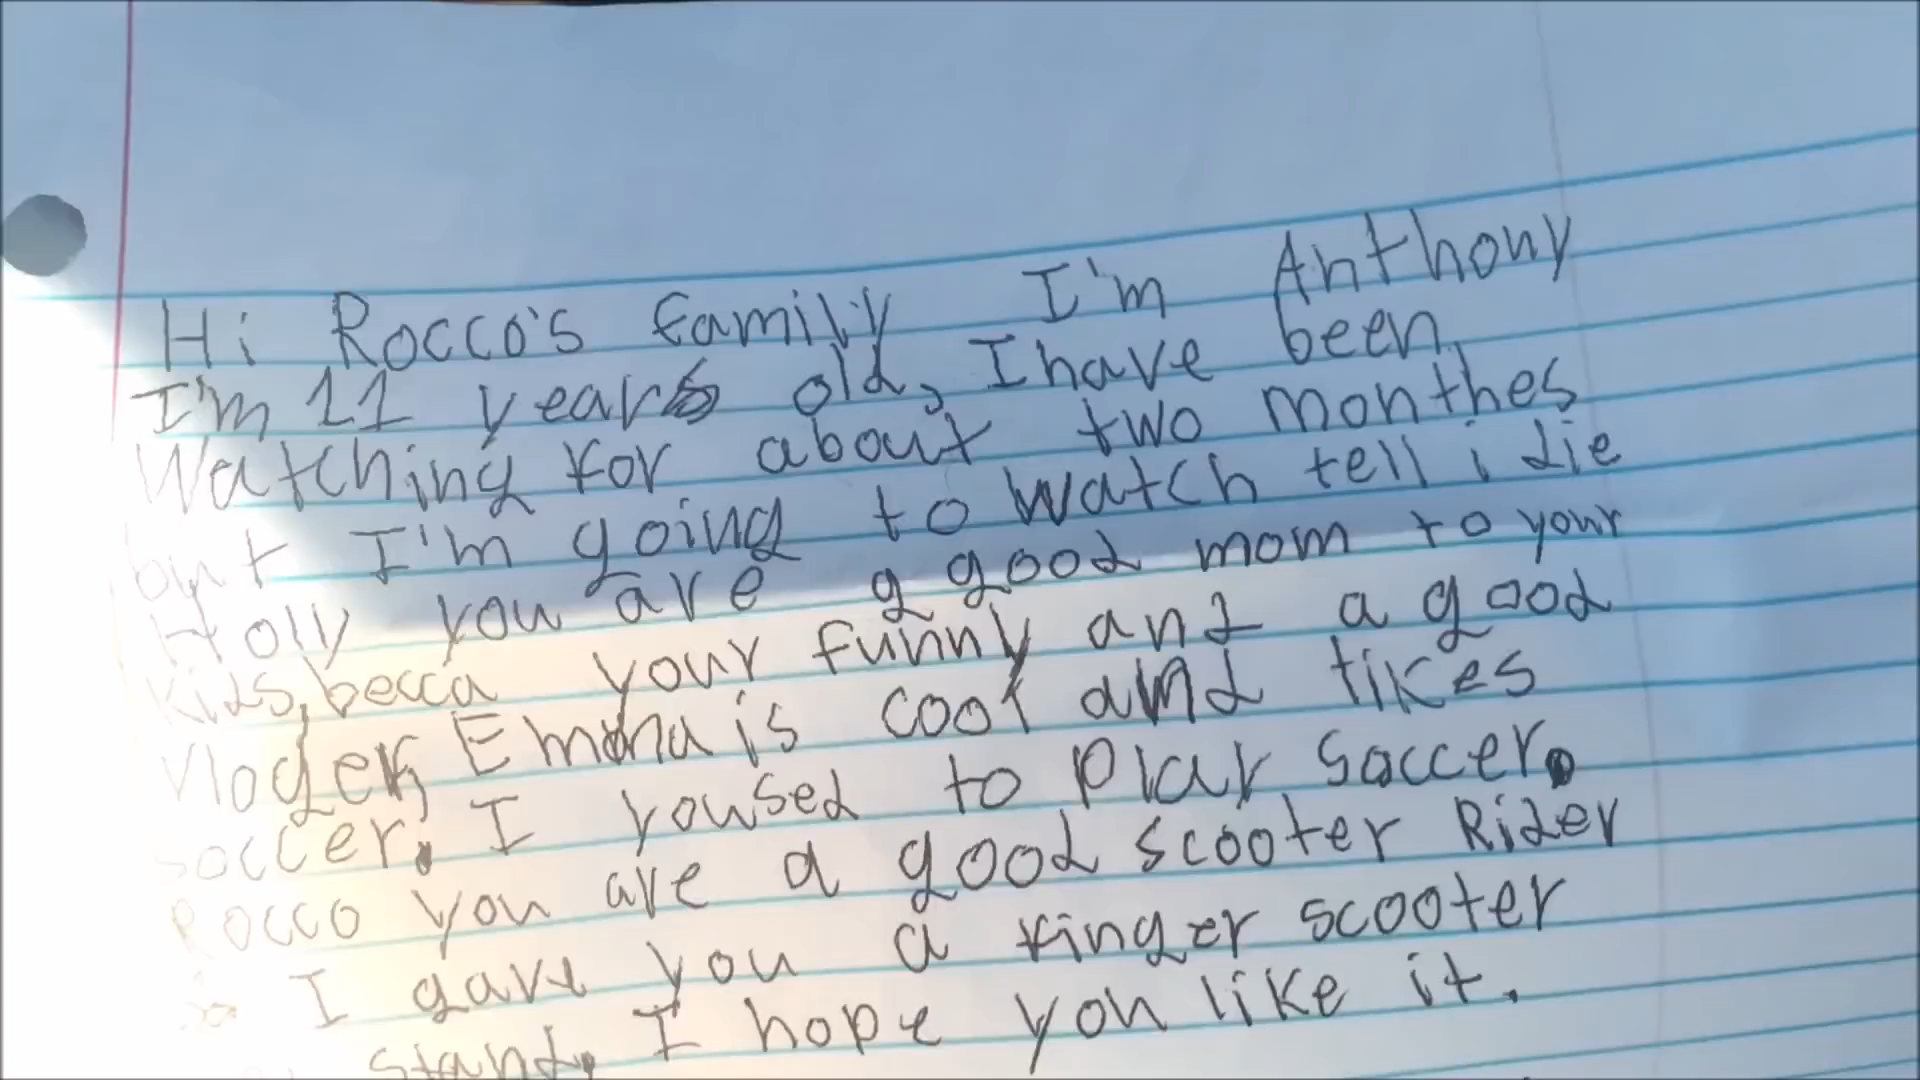 Hi Rocco's family I'm Anthony
I'm 11 years old, I have been
Watching for about two monthes
but I'm going to watch tell i die
Holly you are a good mom to your
kids, becca your funny and a good
vloger, Emma is cool and likes
soccer. I yoused to play soccer.
Rocco you are a good scooter Rider
so I gave you a finger scooter
stand, I hope you like it.